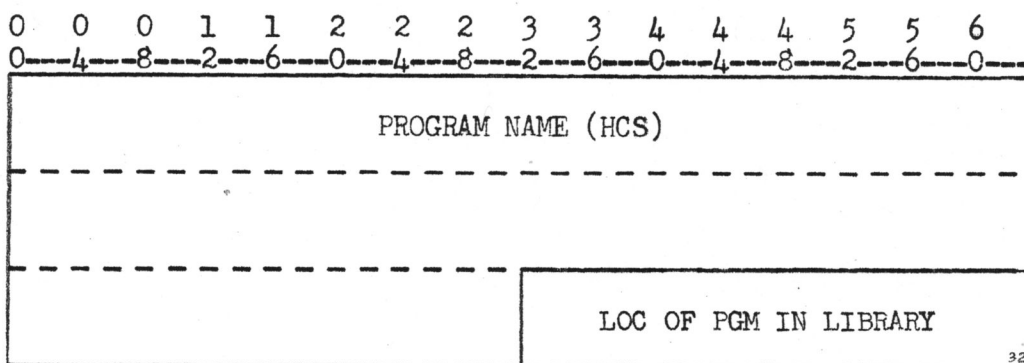 0 0 0 1 1 2 2 2 3 3 4 4 4 5 5 6
0---4---8---2---6---0---4---8---2---6---0---4---8---2---6---0---
PROGRAM NAME (HCS)
LOC OF PGM IN LIBRARY
32